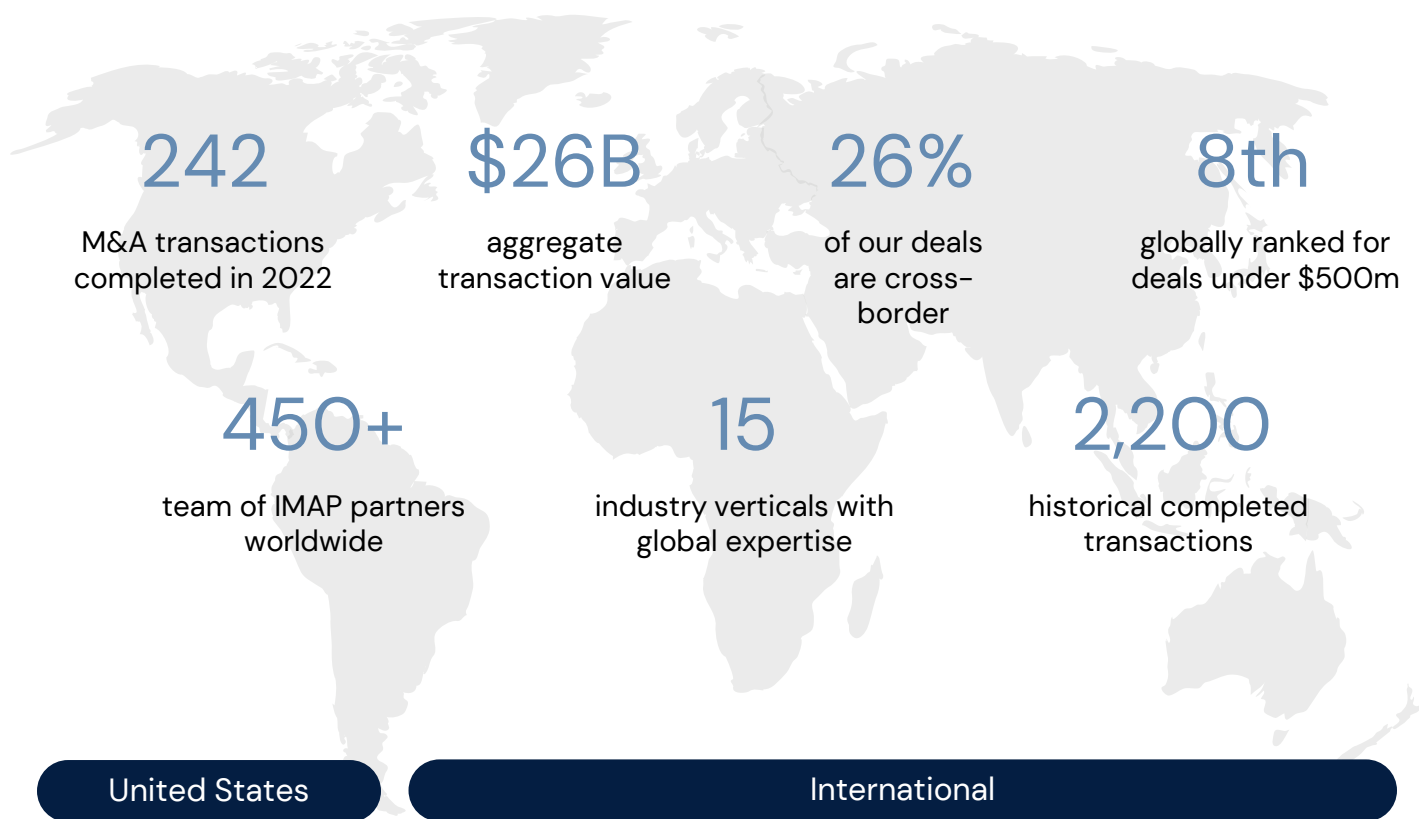 242
$26B
26%
8th
M&A transactions
completed in 2022
aggregate
transaction value
of our deals
are cross-
border
globally ranked for
deals under $500m
450+
15
2,200
team of IMAP partners
worldwide
industry verticals with
global expertise
historical completed
transactions
United States
International